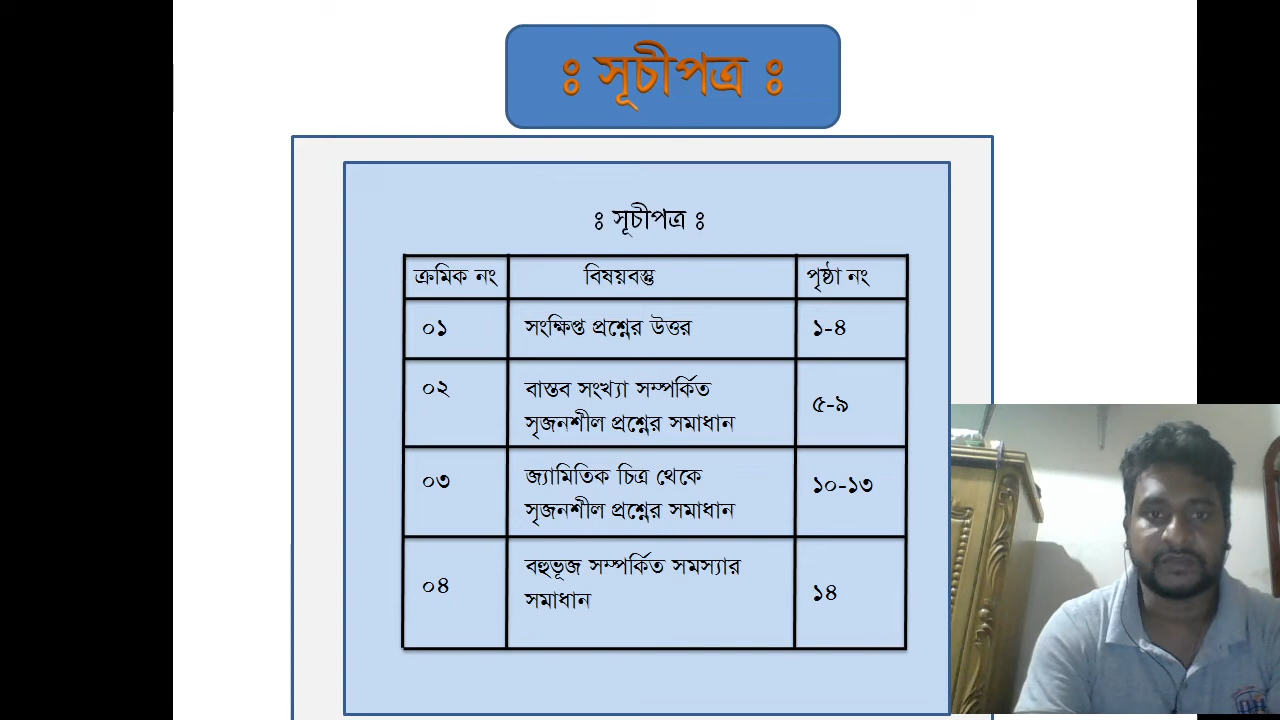 ঃ সূচীপত্র ঃ
ঃ সূচীপত্র ঃ
ক্রমিক নং বিষয়বস্তু পৃষ্ঠা নং
০১ সংক্ষিপ্ত প্রশ্নের উত্তর ১-৪
০২ বাস্তব সংখ্যা সম্পর্কিত
সৃজনশীল প্রশ্নের সমাধান ৫-৯
০৩ জ্যামিতিক চিত্র থেকে
সৃজনশীল প্রশ্নের সমাধান ১০-১৩
০৪ বহুভূজ সম্পর্কিত সমস্যার
সমাধান ১৪